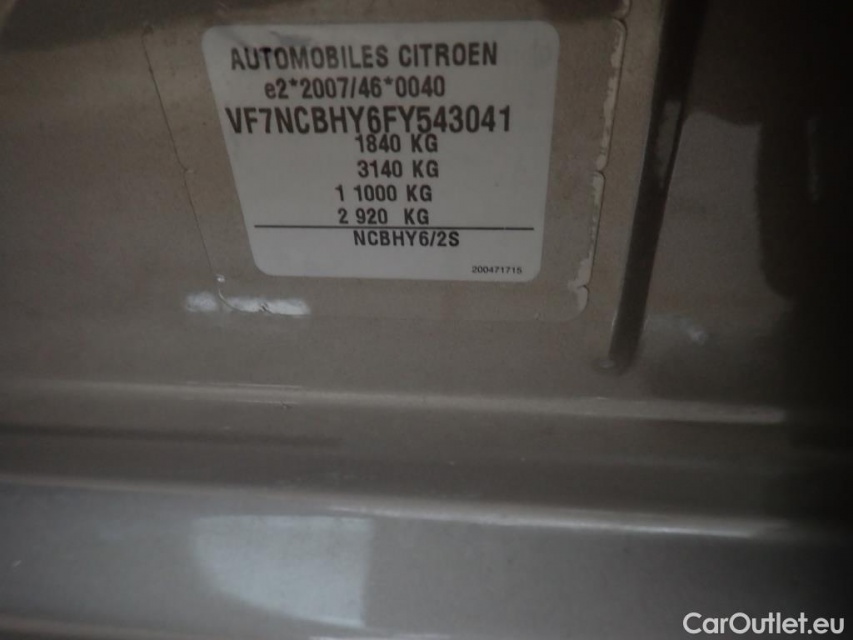 AUTOMOBILES CITROEN
e2*2007/46*0040
VF7NCBHY6FY543041
1840 KG
3140 KG
1 1000 KG
2 920 KG
NCBHY6/2S
200471715
CarOutlet.eu